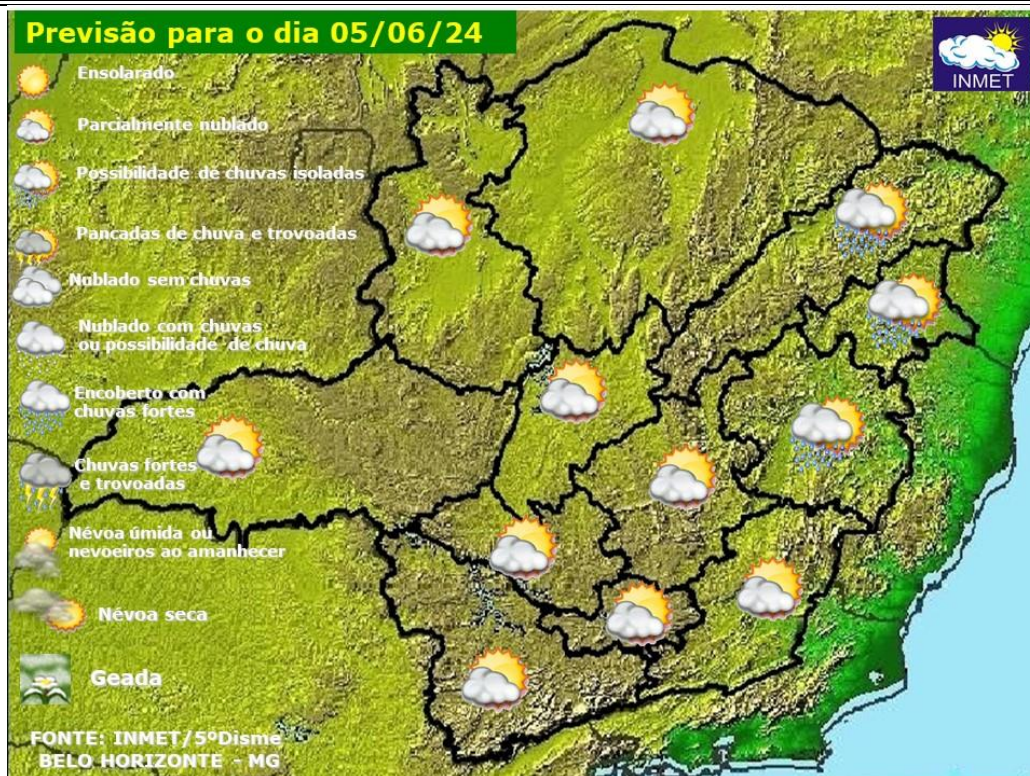 Previsão para o dia 05/06/24
INMET
Ensolarado
Parcialmente nublado
Possibilidade de chuvas isoladas
Pancadas de chuva e trovoadas
Nublado sem chuvas
Nublado com chuvas
ou possibilidade de chuva
Encoberto com
chuvas fortes
Chuvas fortes
e trovoadas
Névoa úmida ou
nevoeiros ao amanhecer
Névoa seca
Geada
FONTE: INMET/5ºDisme
BELO HORIZONTE - MG